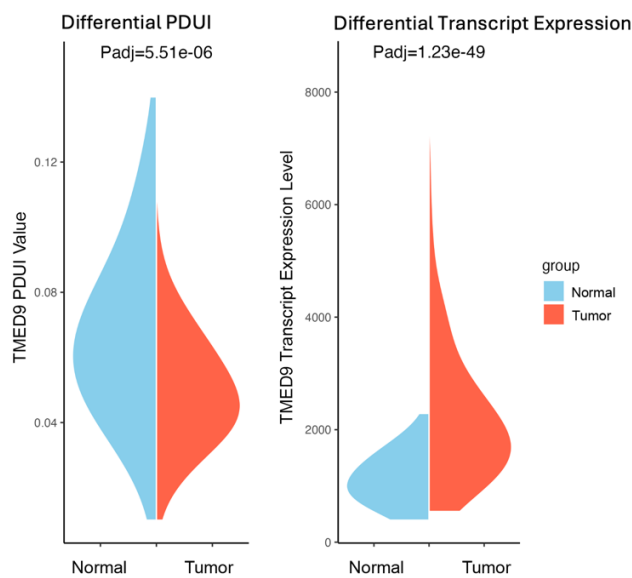 Differential PDUI
Padj=5.51e-06
TMED9 PDUI Value
0.12
0.08
0.04
Normal
Tumor
Differential Transcript Expression
Padj=1.23e-49
TMED9 Transcript Expression Level
8000
6000
4000
2000
0
Normal
Tumor
group
Normal
Tumor